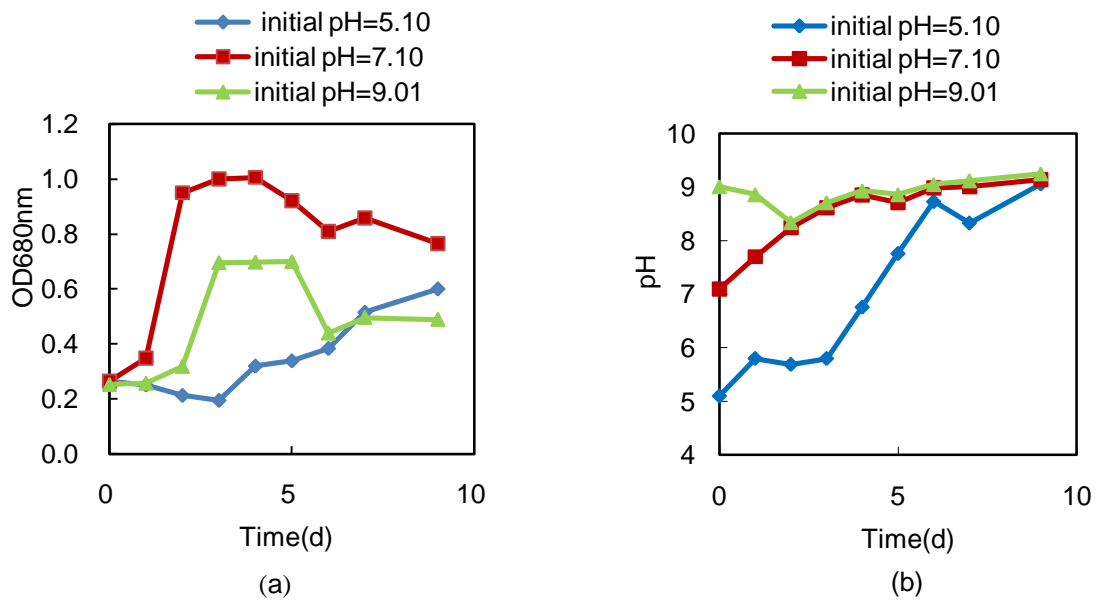 initial pH=5.10
initial pH=7.10
initial pH=9.01
1.2
1.0
0.8
0.6
0.4
0.2
0.0
OD680nm
0
5
10
Time(d)
(a)
initial pH=5.10
initial pH=7.10
initial pH=9.01
10
9
8
7
6
5
4
pH
0
5
10
Time(d)
(b)